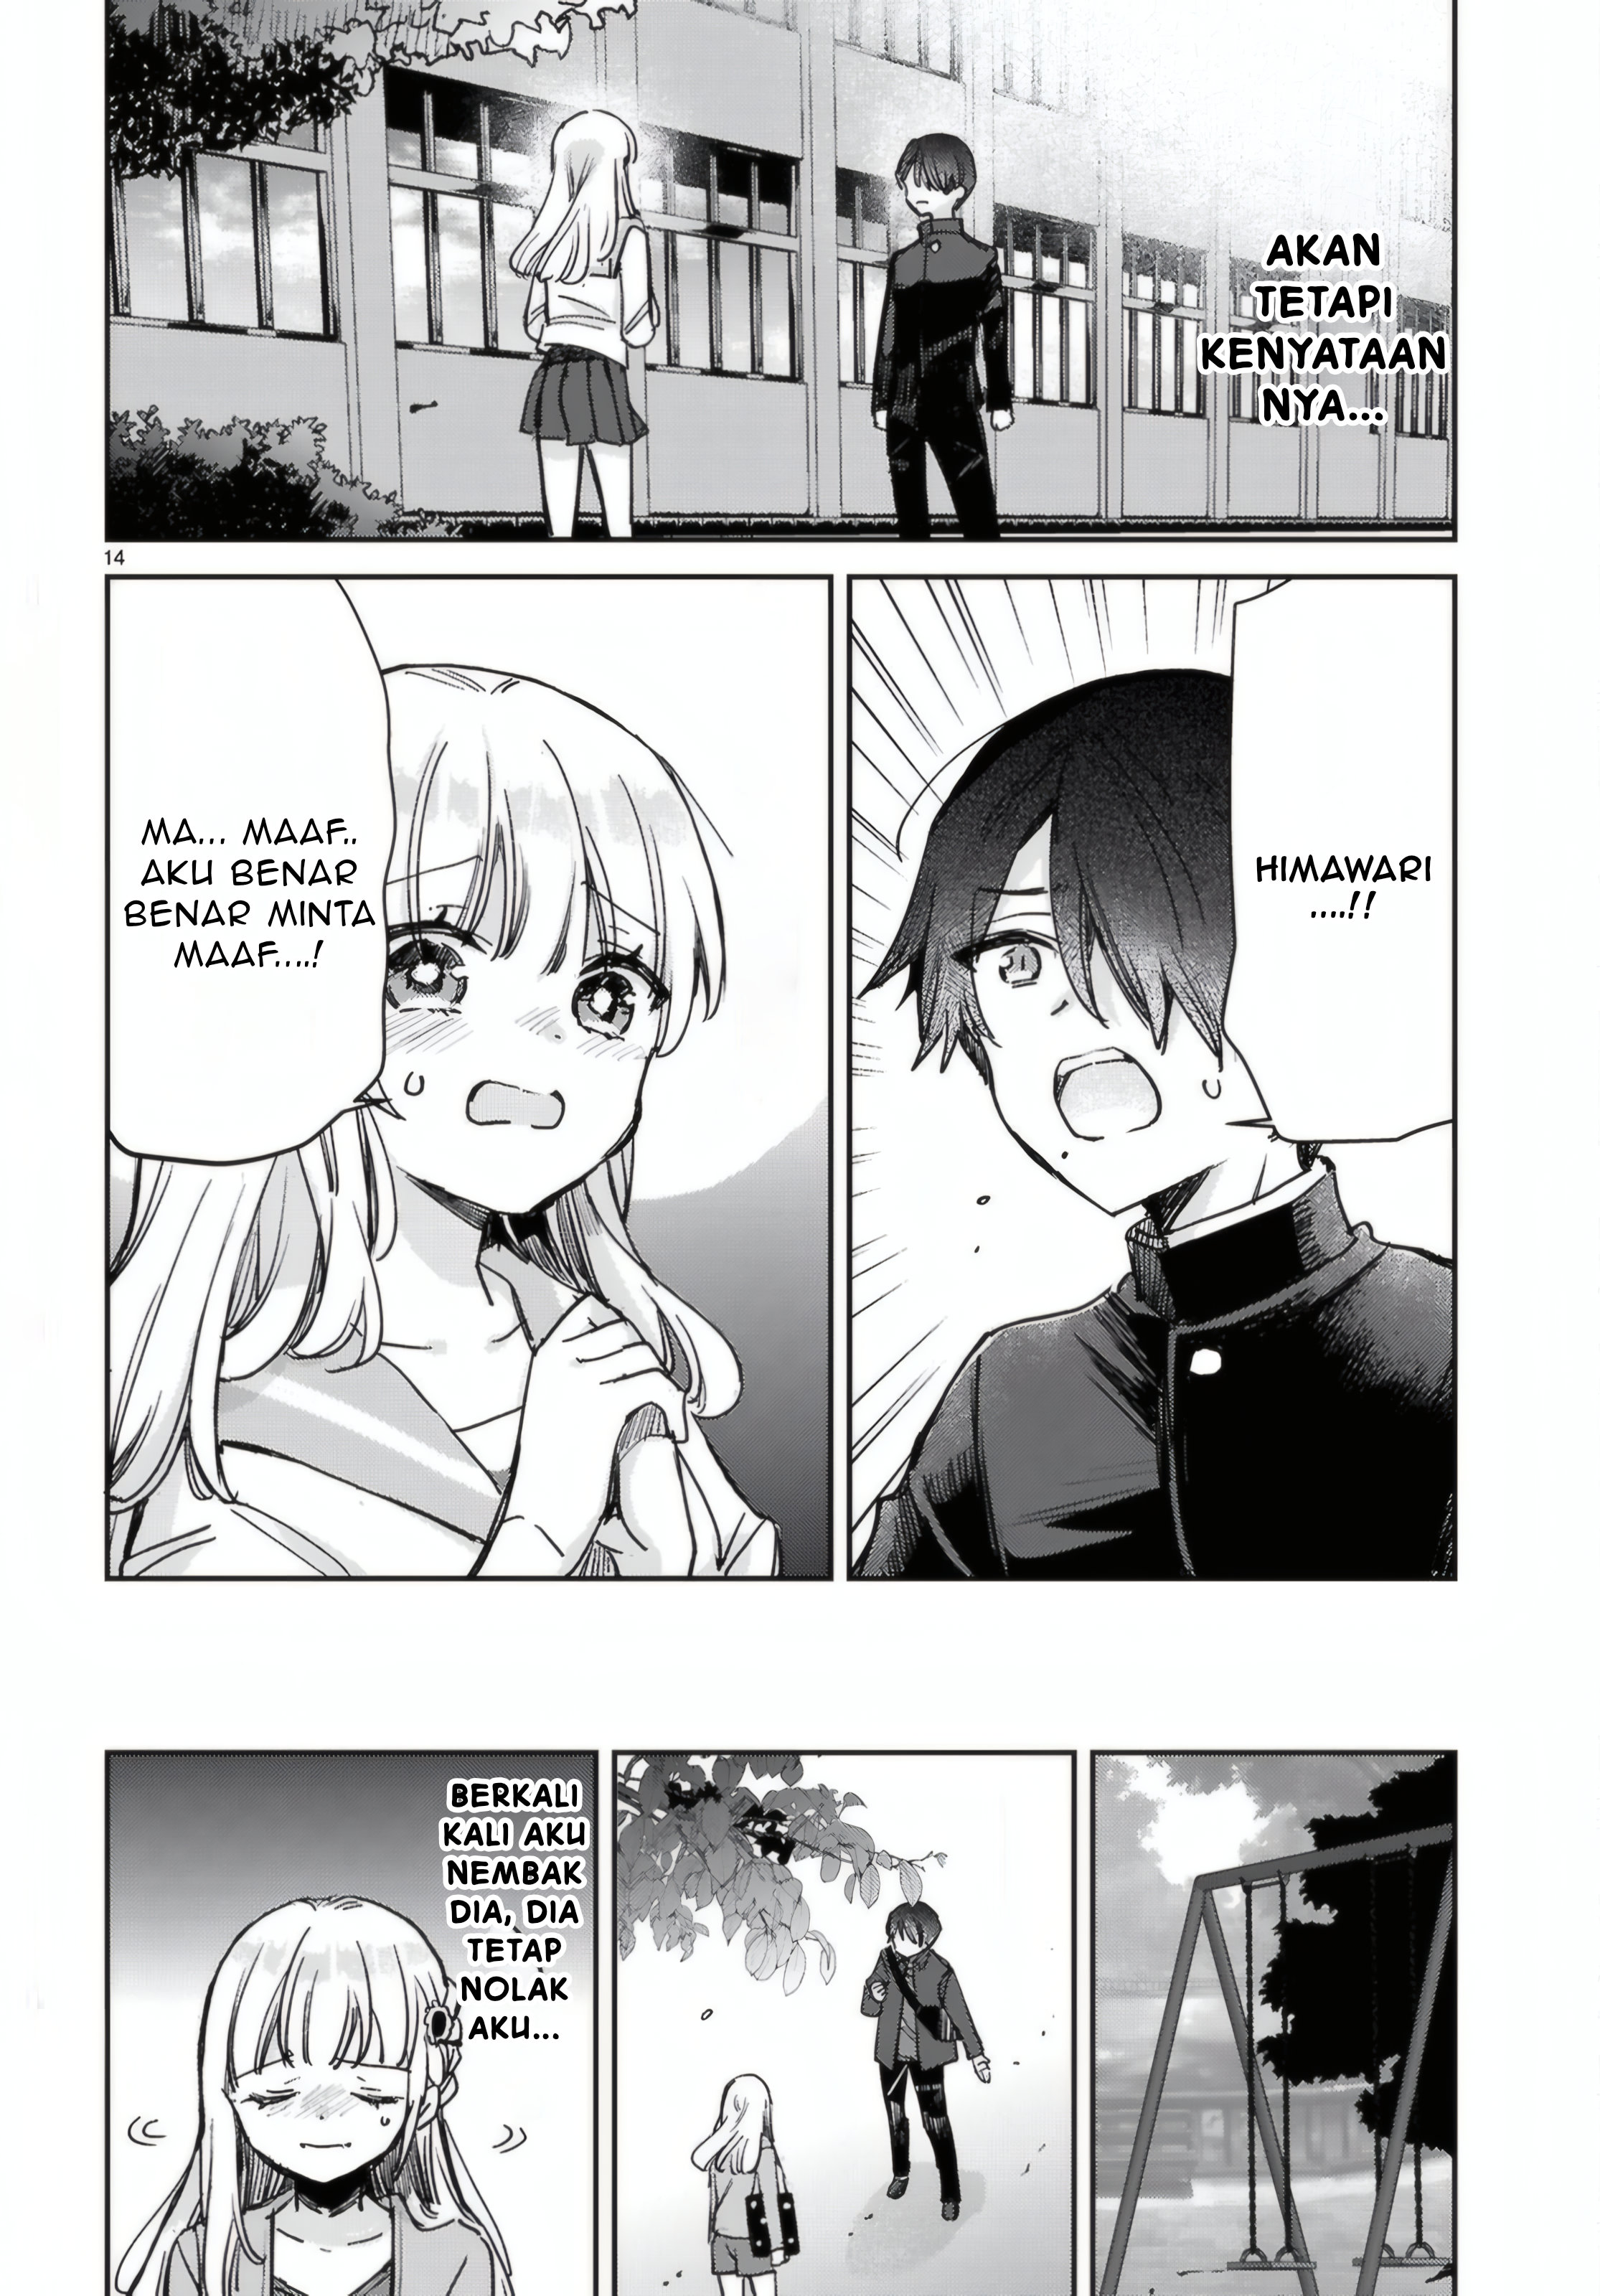 AKAN
TETAPI
KENYATAAN
NYA...
14
HIMAWARI
....!!
MA... MAAF..
AKU BENAR
BENAR MINTA
MAAF....!
BERKALI
KALI AKU
NEMBAK
DIA, DIA
TETAP
NOLAK
AKU...